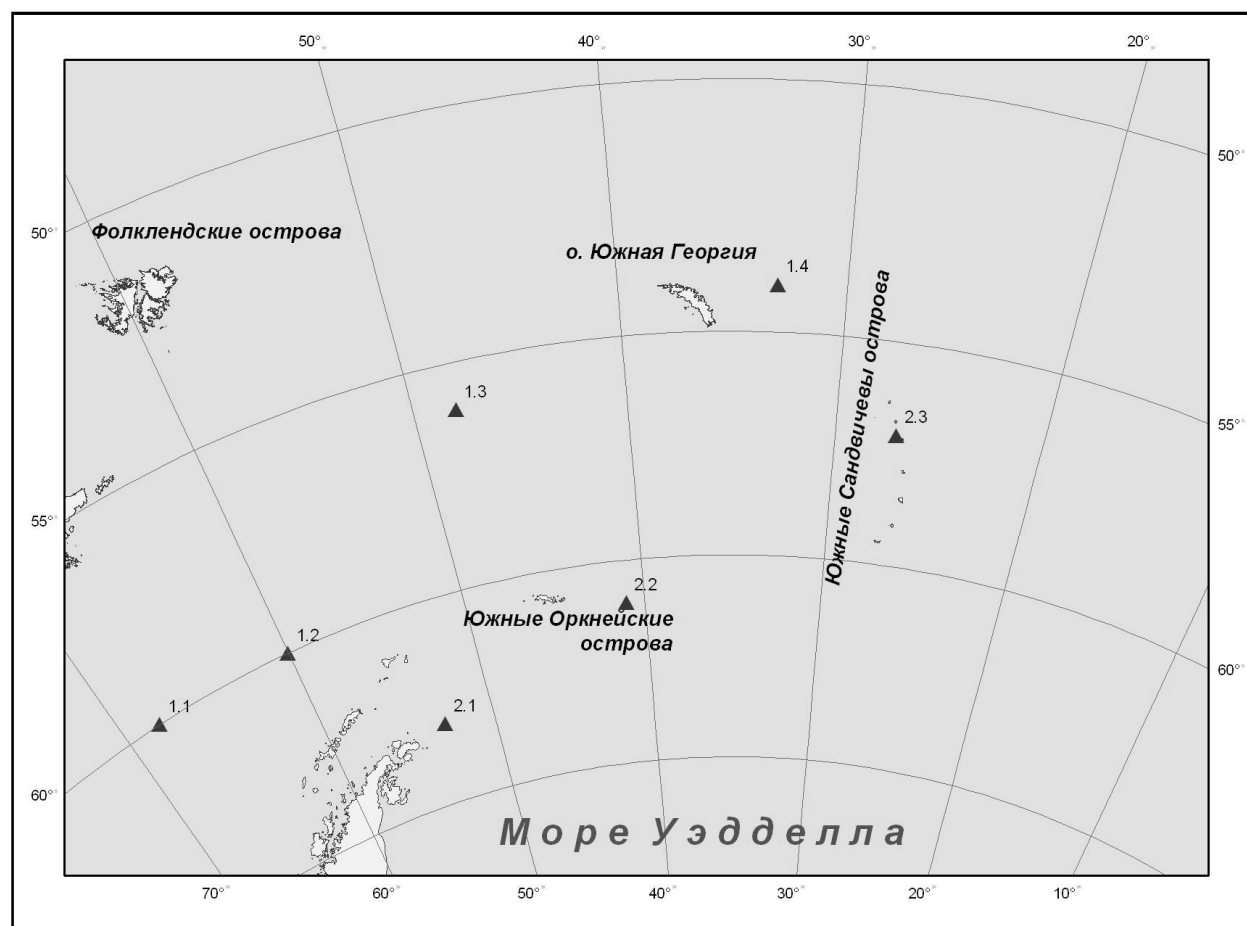 50° 40° 30° 20°
50°
Фолклендские острова
50°
о. Южная Георгия
1.4
Южные Сандвичевы острова
1.3
2.3
55°
55°
2.2
Южные Оркнейские
острова
1.2
60°
1.1
2.1
60°
Море Уэдделла
70° 60° 50° 40° 30° 20° 10°